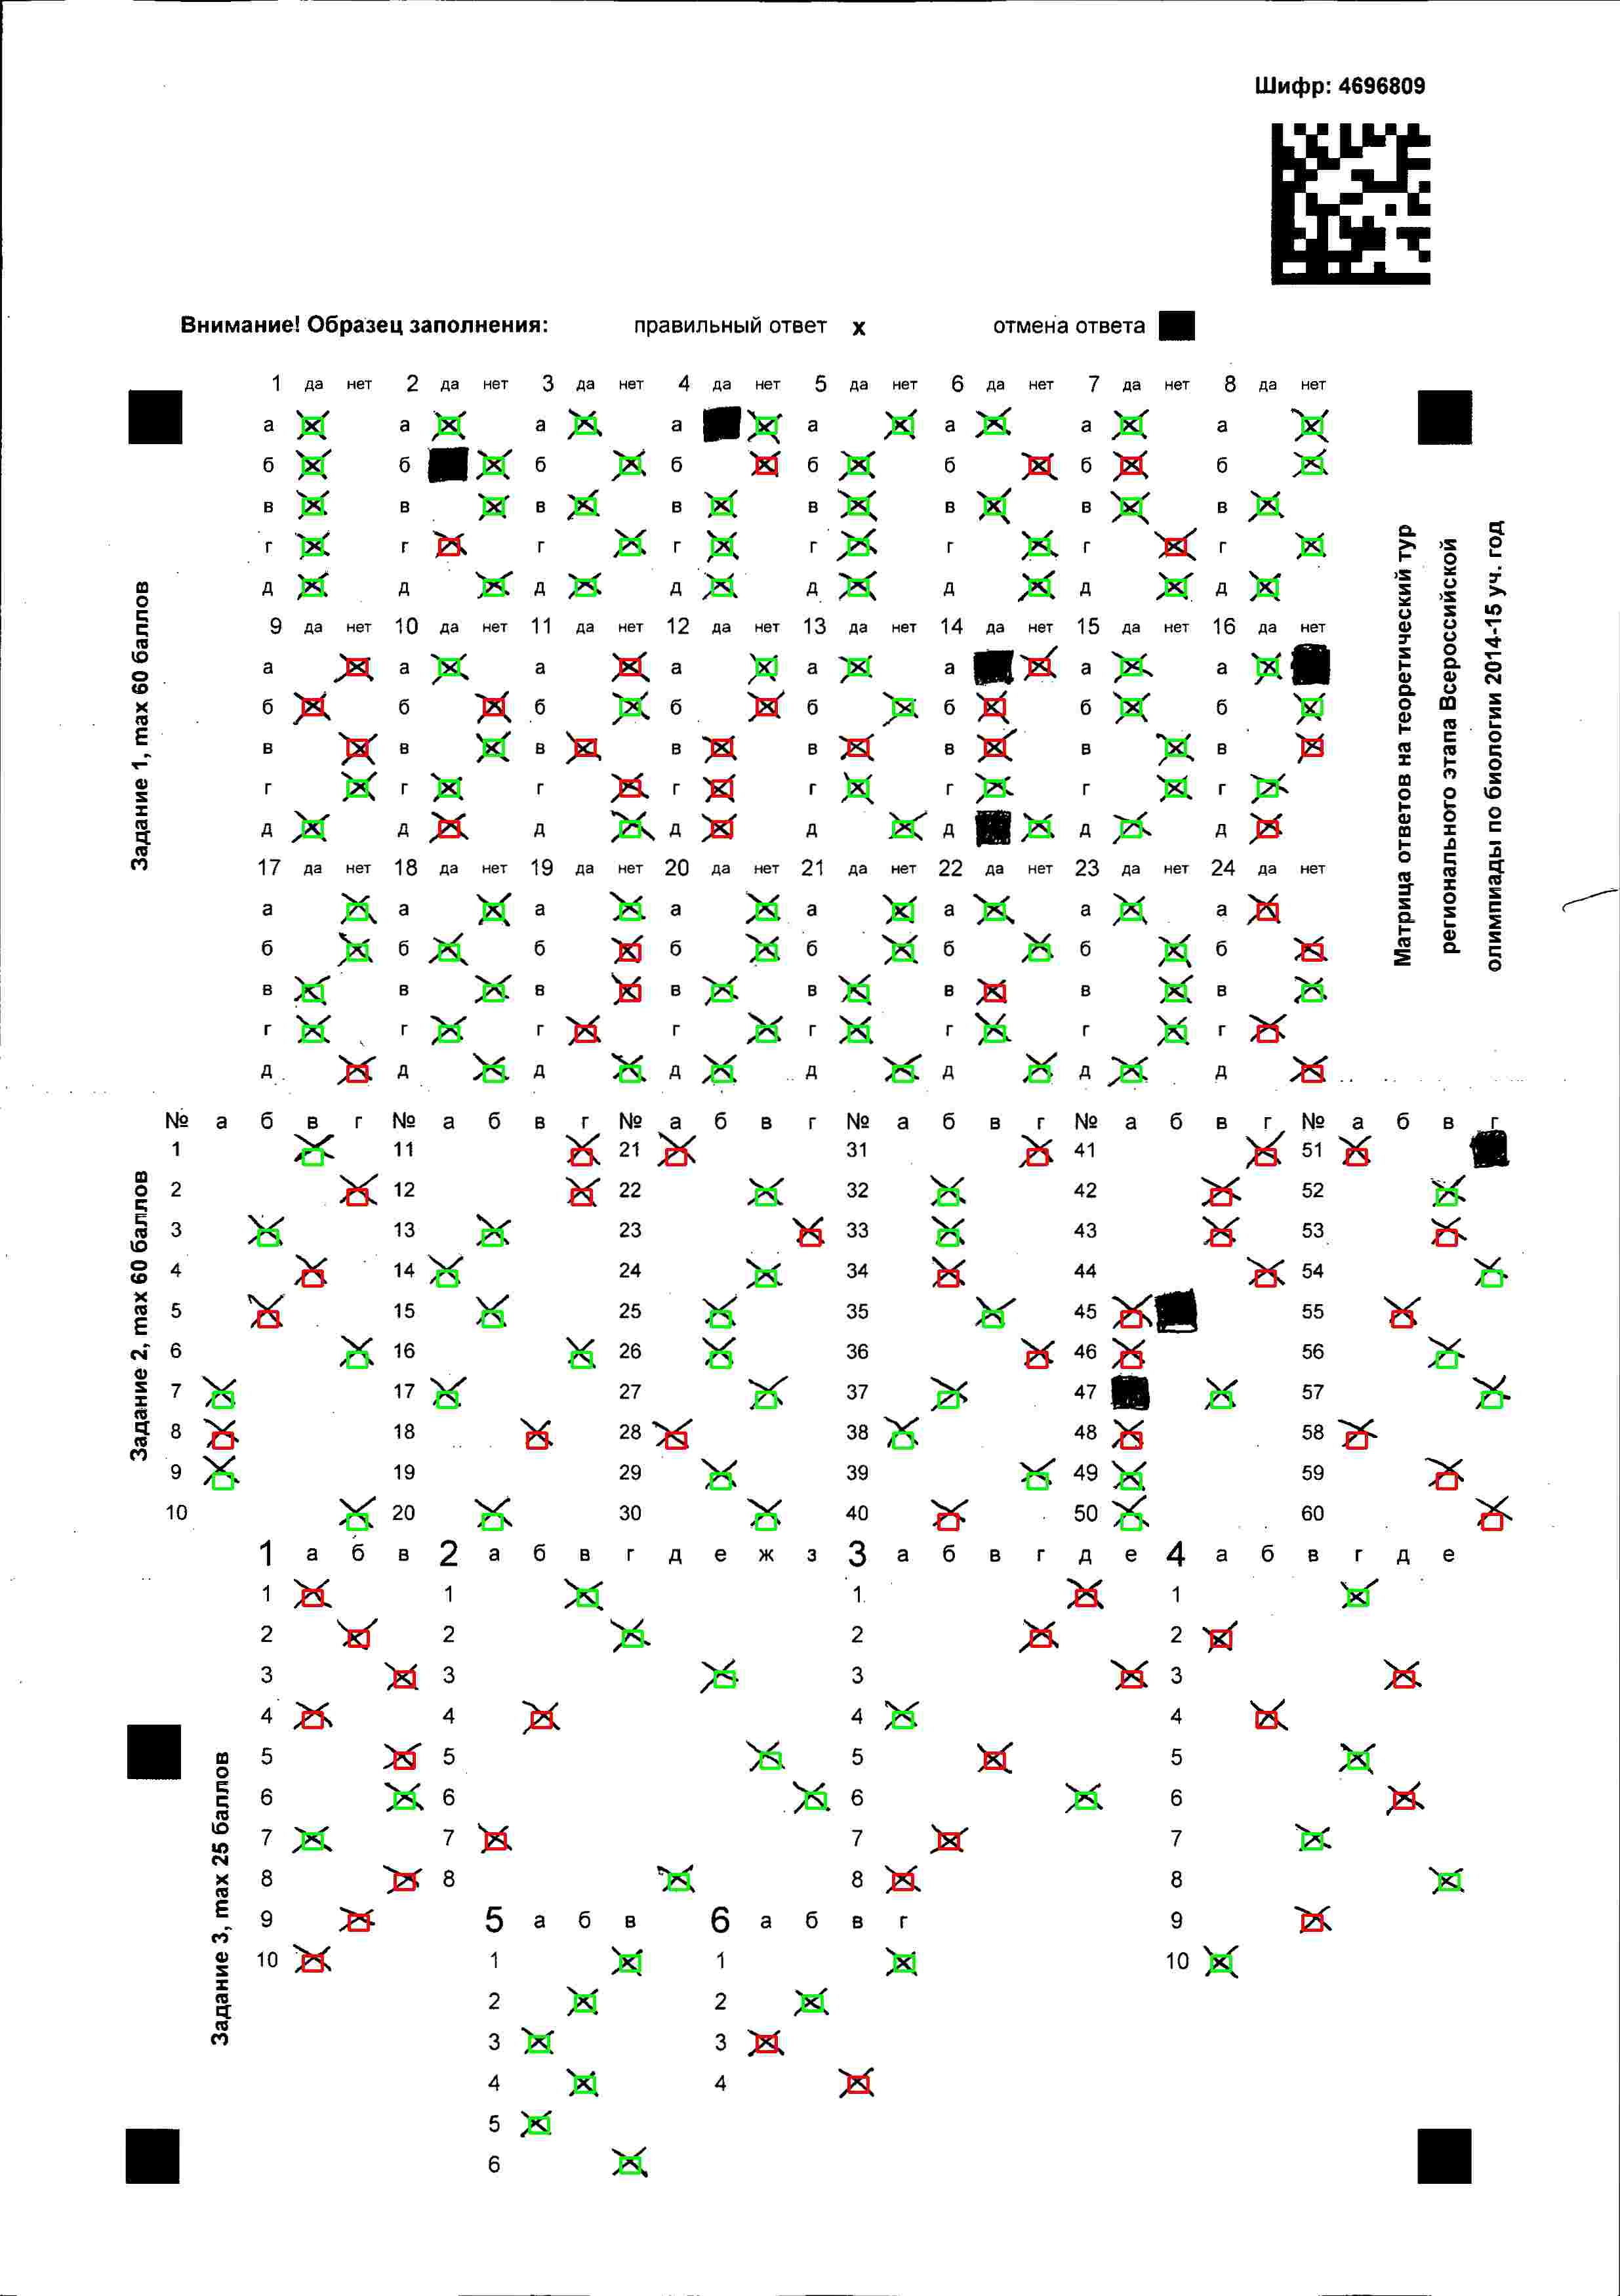 Шифр: 4696809
Внимание! Образец заполнения: правильный ответ х отмена ответа
1 да нет 2 да нет 3 да нет 4 да нет 5 да нет 6 да нет 7 да нет 8 да нет
а а а а а а а а
б б б б б б б б
в в в в в в в в
г г г г г г г г
д д д д д д д д
9 да нет 10 да нет 11 да нет 12 да нет 13 да нет 14 да нет 15 да нет 16 да нет
а а а а а а а а
б б б б б б б б
в в в в в в в в
г г г г г г г г
д д д д д д д д
17 да нет 18 да нет 19 да нет 20 да нет 21 да нет 22 да нет 23 да нет 24 да нет
а а а а а а а а
б б б б б б б б
в в в в в в в в
г г г г г г г г
д д д д д д д д
Задание 1, max 60 баллов
Матрица ответов на теоретический тур
регионального этапа Всероссийской
олимпиады по биологии 2014-15 уч. год
№ а б в г № а б в г № а б в г № а б в г № а б в г № а б в г
1 11 21 31 41 51
2 12 22 32 42 52
3 13 23 33 43 53
4 14 24 34 44 54
5 15 25 35 45 55
6 16 26 36 46 56
7 17 27 37 47 57
8 18 28 38 48 58
9 19 29 39 49 59
10 20 30 40 50 60
Задание 2, max 60 баллов
1 а б в 2 а б в г д е ж з 3 а б в г д е 4 а б в г д е
1 1 1 1
2 2 2 2
3 3 3 3
4 4 4 4
5 5 5 5
6 6 6 6
7 7 7 7
8 8 8 8
9 5 а б в 6 а б в г 9
10 1 1 10
2 2
3 3
4 4
5
6
Задание 3, max 25 баллов